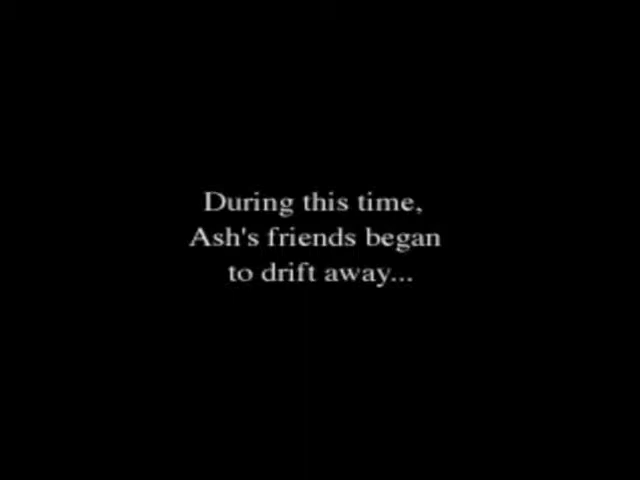 During this time,
Ash's friends began
to drift away...